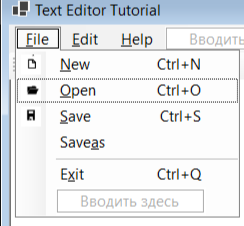 Text Editor Tutorial
File Edit Help Вводить
New Ctrl+N
Open Ctrl+O
Save Ctrl+S
Saveas
Exit Ctrl+Q
Вводить здесь